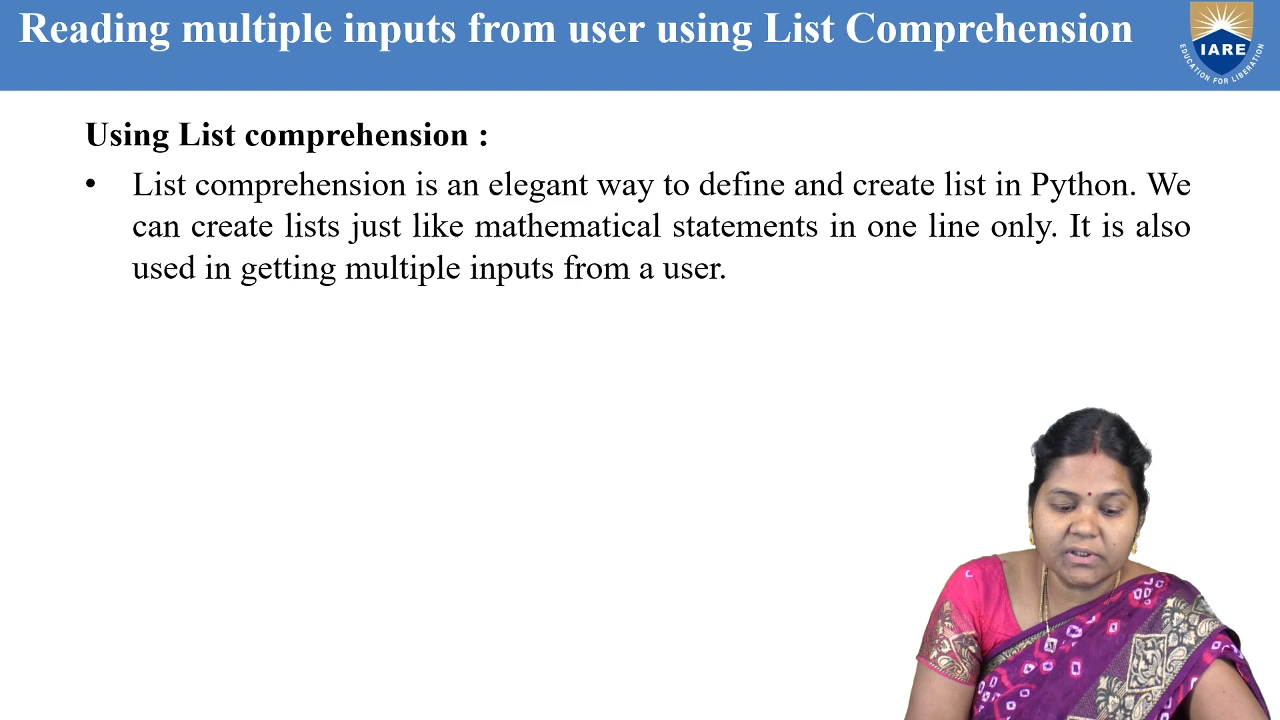 Reading multiple inputs from user using List Comprehension
IARE
EDUCATION FOR LIBERATION
Using List comprehension :
• List comprehension is an elegant way to define and create list in Python. We
can create lists just like mathematical statements in one line only. It is also
used in getting multiple inputs from a user.